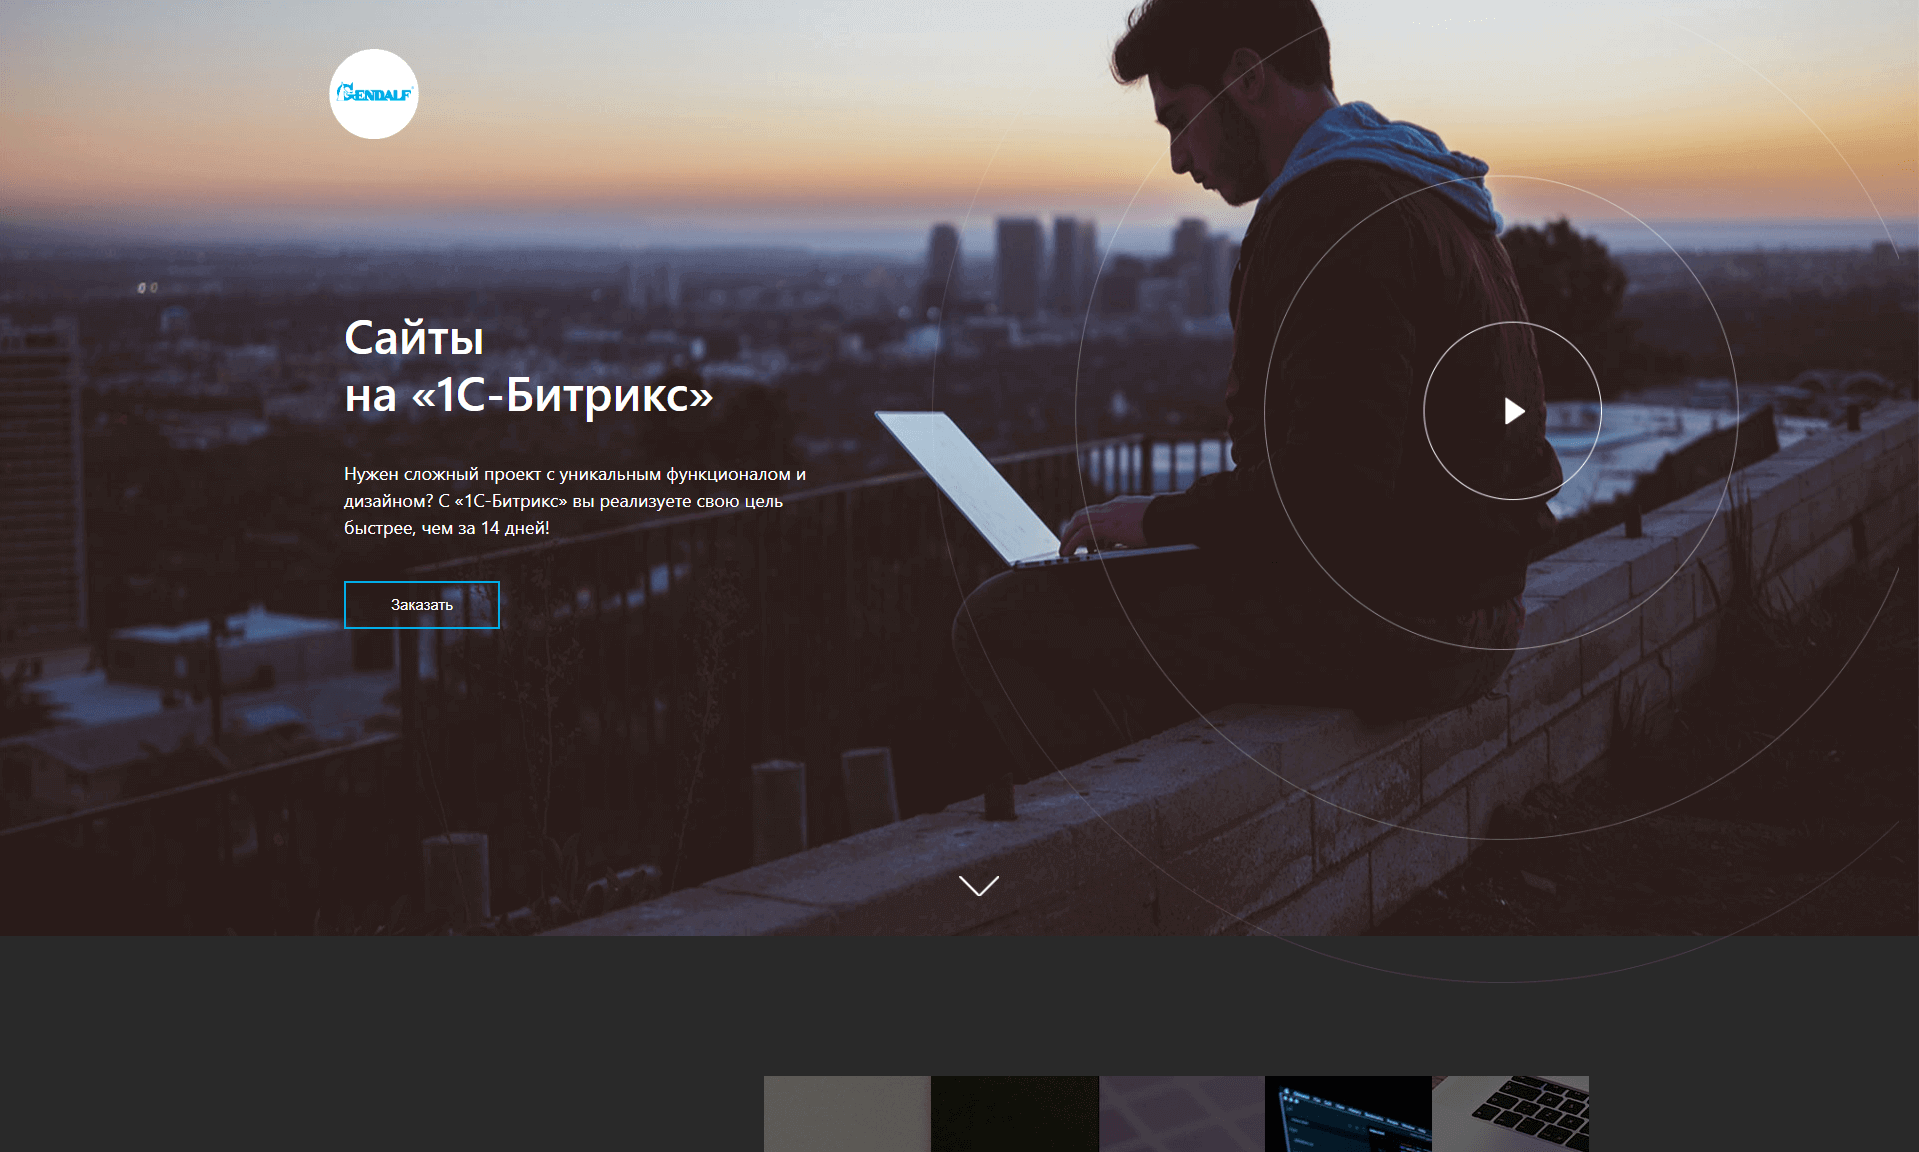 GENDALF
Сайты
на «1С-Битрикс»
Нужен сложный проект с уникальным функционалом и
дизайном? С «1С-Битрикс» вы реализуете свою цель
быстрее, чем за 14 дней!
Заказать